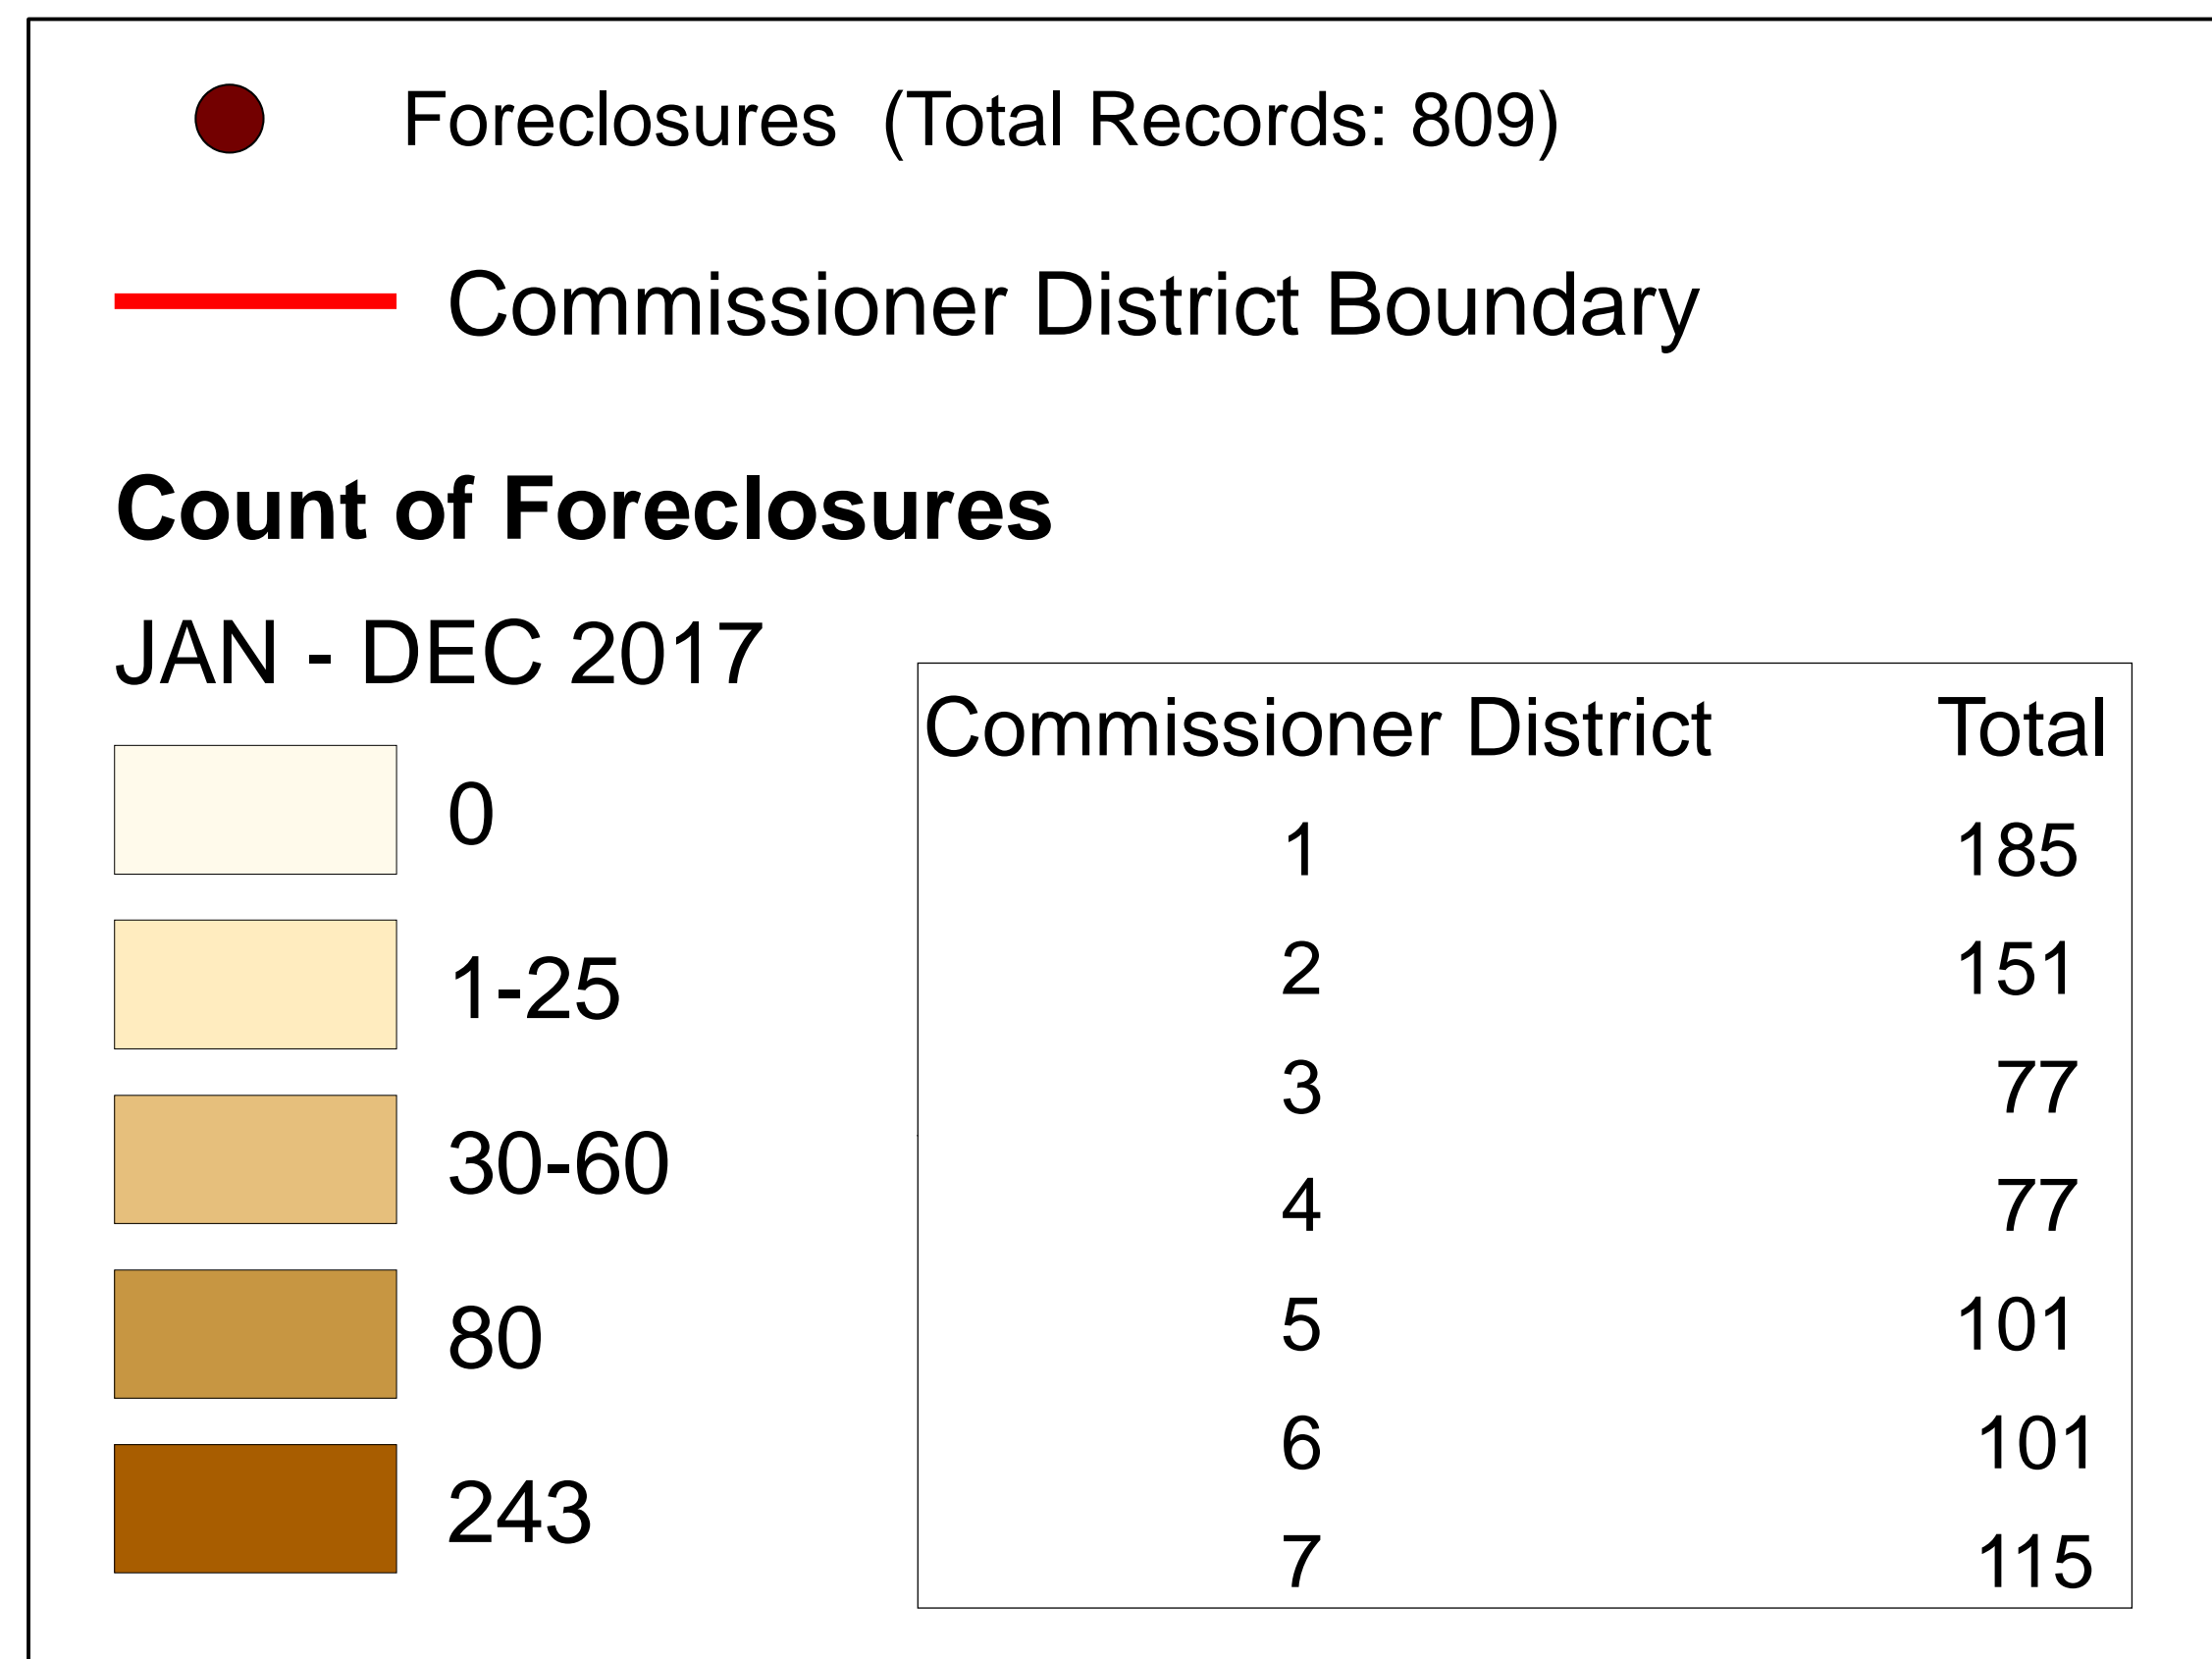 Foreclosures (Total Records: 809)
Commissioner District Boundary
Count of Foreclosures
JAN - DEC 2017
0
1-25
30-60
80
243
Commissioner District Total
1 185
2 151
3 77
4 77
5 101
6 101
7 115